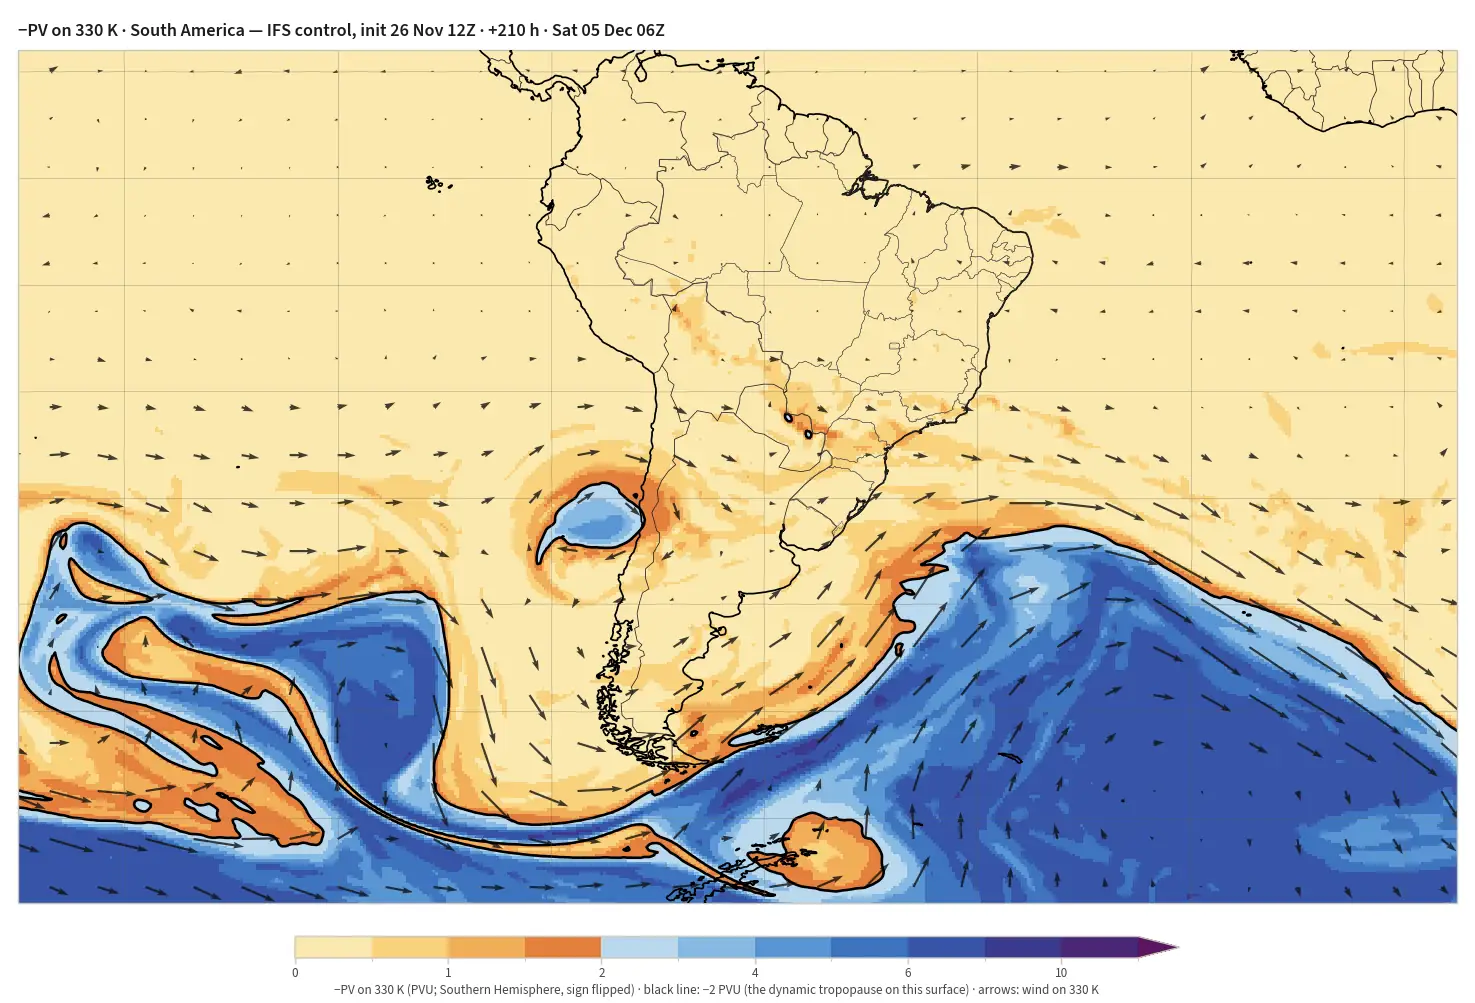 −PV on 330 K · South America — IFS control, init 26 Nov 12Z · +210 h · Sat 05 Dec 06Z
0 1 2 4 6 10
−PV on 330 K (PVU; Southern Hemisphere, sign flipped) · black line: −2 PVU (the dynamic tropopause on this surface) · arrows: wind on 330 K